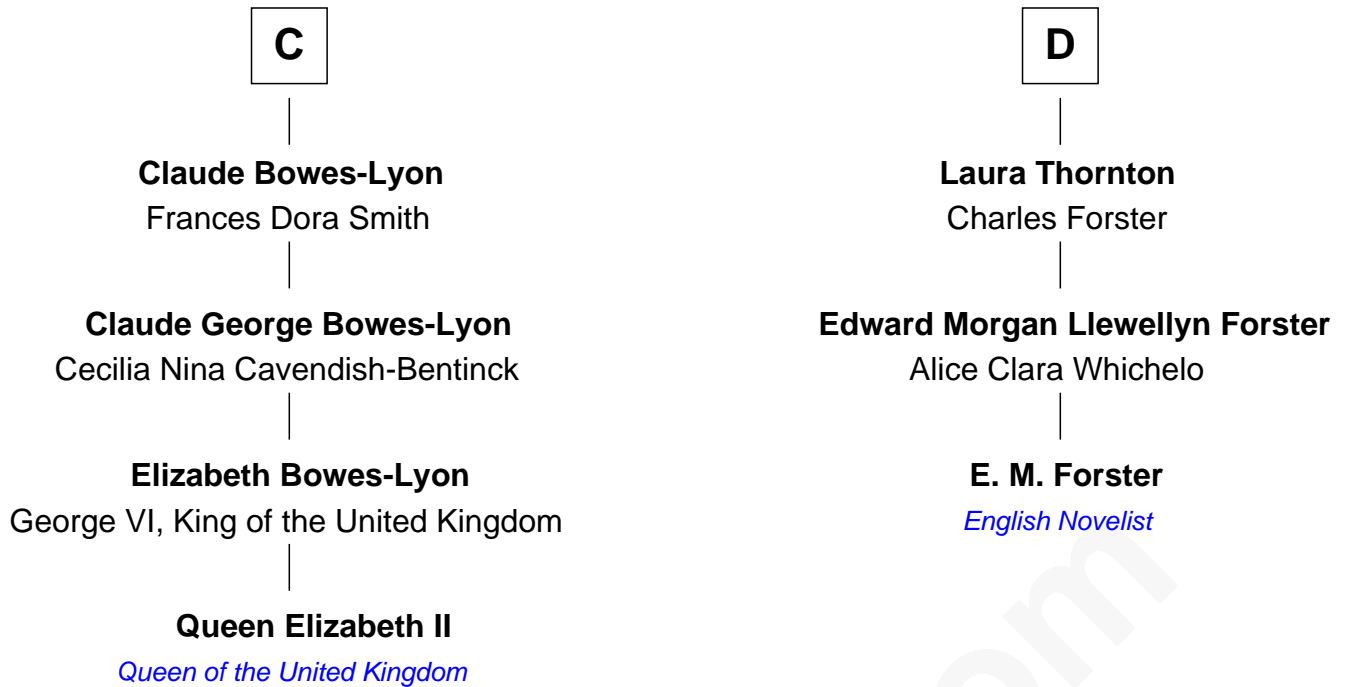 C
Claude Bowes-Lyon
Frances Dora Smith
Claude George Bowes-Lyon
Cecilia Nina Cavendish-Bentinck
Elizabeth Bowes-Lyon
George VI, King of the United Kingdom
Queen Elizabeth II
Queen of the United Kingdom
D
Laura Thornton
Charles Forster
Edward Morgan Llewellyn Forster
Alice Clara Whichelo
E. M. Forster
English Novelist
om